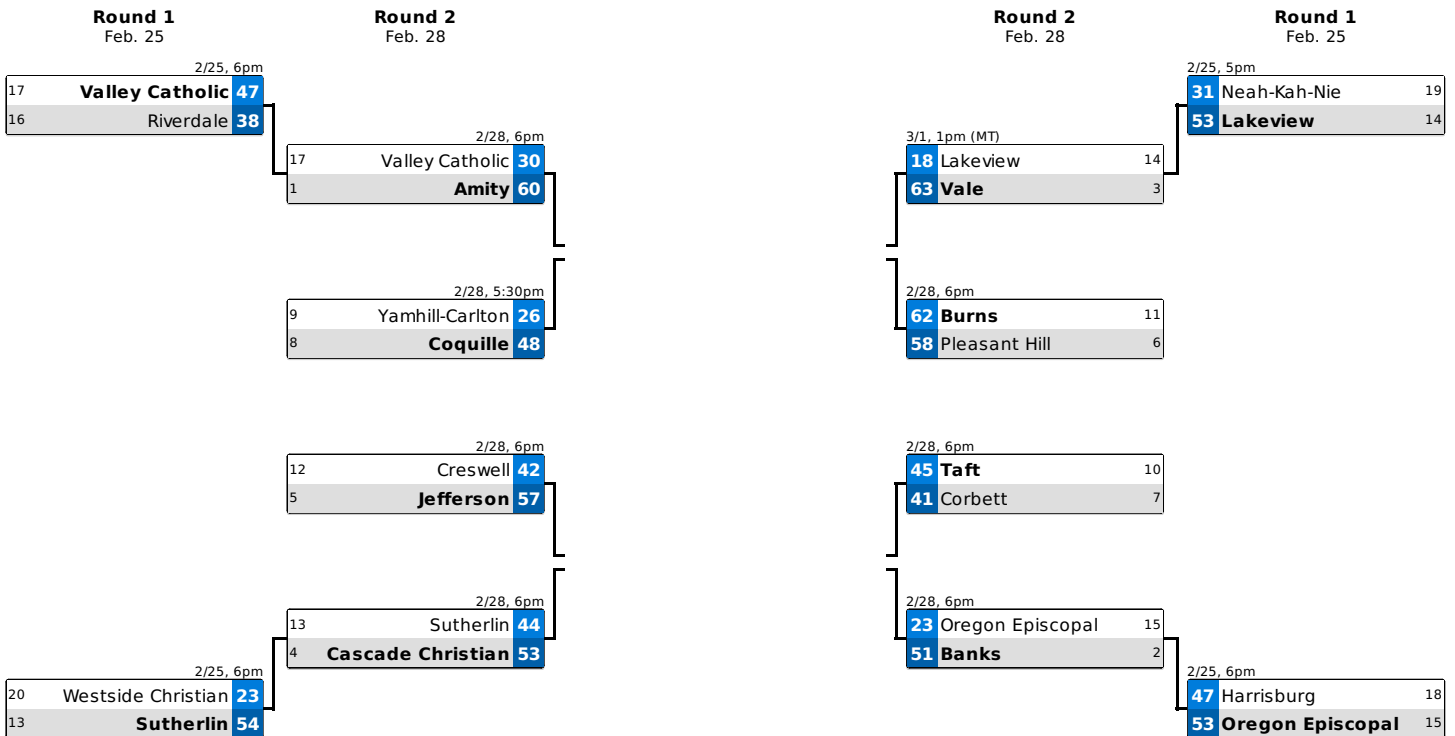 Round 1
Feb. 25
Round 2
Feb. 28
Round 2
Feb. 28
Round 1
Feb. 25
2/25, 6pm
17 Valley Catholic 47
16 Riverdale 38
2/28, 6pm
17 Valley Catholic 30
1 Amity 60
2/28, 5:30pm
9 Yamhill-Carlton 26
8 Coquille 48
2/28, 6pm
12 Creswell 42
5 Jefferson 57
2/28, 6pm
13 Sutherlin 44
4 Cascade Christian 53
2/25, 6pm
20 Westside Christian 23
13 Sutherlin 54
3/1, 1pm (MT)
18 Lakeview 14
63 Vale 3
2/28, 6pm
62 Burns 11
58 Pleasant Hill 6
2/28, 6pm
45 Taft 10
41 Corbett 7
2/28, 6pm
23 Oregon Episcopal 15
51 Banks 2
2/25, 5pm
31 Neah-Kah-Nie 19
53 Lakeview 14
2/25, 6pm
47 Harrisburg 18
53 Oregon Episcopal 15